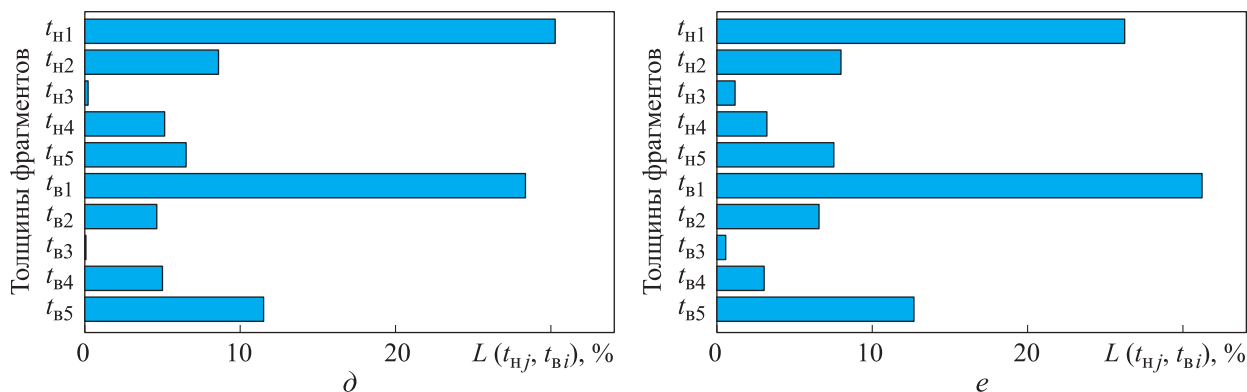 Толщины фрагментов
tн1
tн2
tн3
tн4
tн5
tв1
tв2
tв3
tв4
tв5
0 10 20 L (tнj, tвi), %
д
Толщины фрагментов
tн1
tн2
tн3
tн4
tн5
tв1
tв2
tв3
tв4
tв5
0 10 20 L (tнj, tвi), %
е